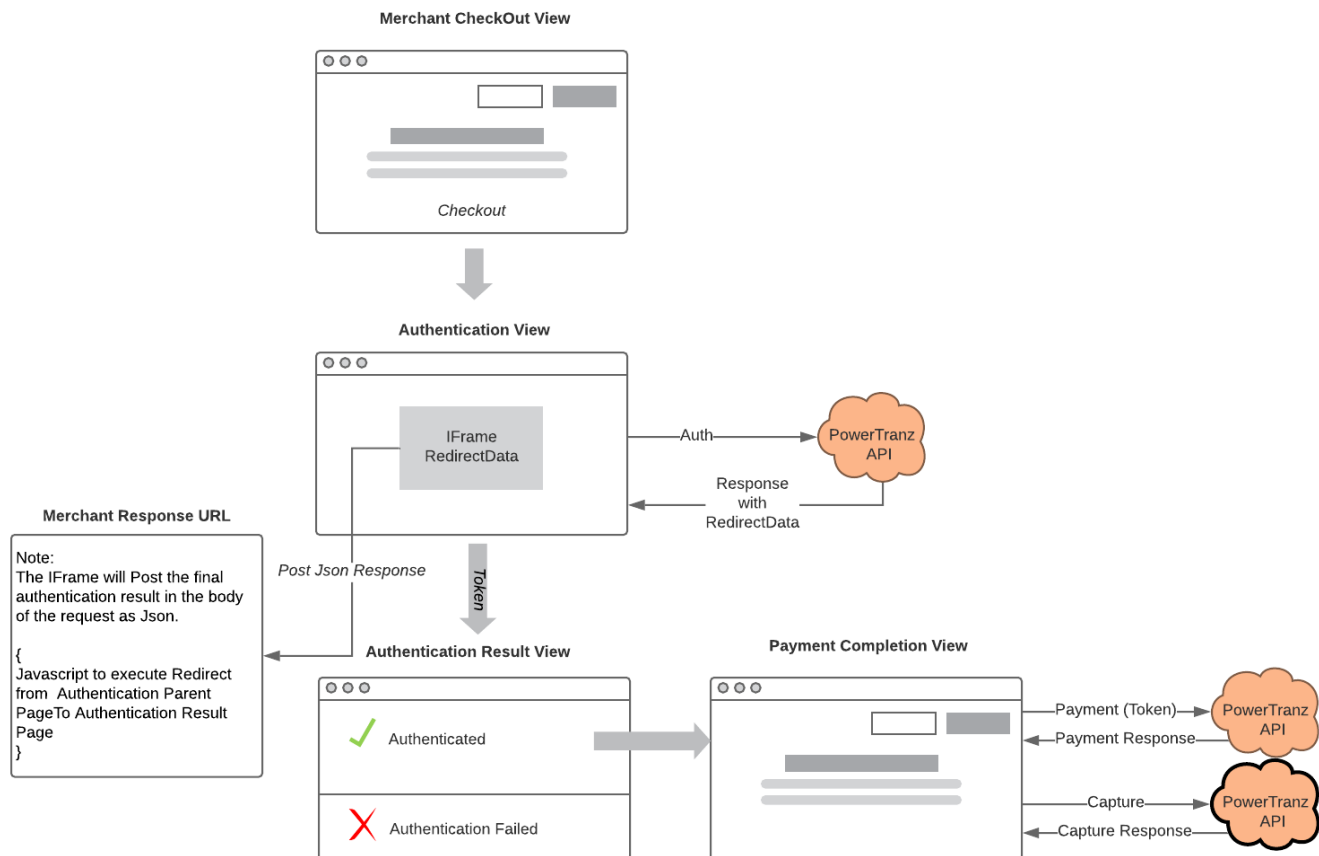 Merchant CheckOut View
Checkout
Authentication View
IFrame
RedirectData
Auth
PowerTranz
API
Response
with
RedirectData
Merchant Response URL
Note:
The IFrame will Post the final
authentication result in the body
of the request as Json.
{
Javascript to execute Redirect
from Authentication Parent
PageTo Authentication Result
Page
}
Post Json Response
Token
Authentication Result View
Authenticated
Authentication Failed
Payment Completion View
Payment (Token)
Payment Response
PowerTranz
API
Capture
Capture Response
PowerTranz
API